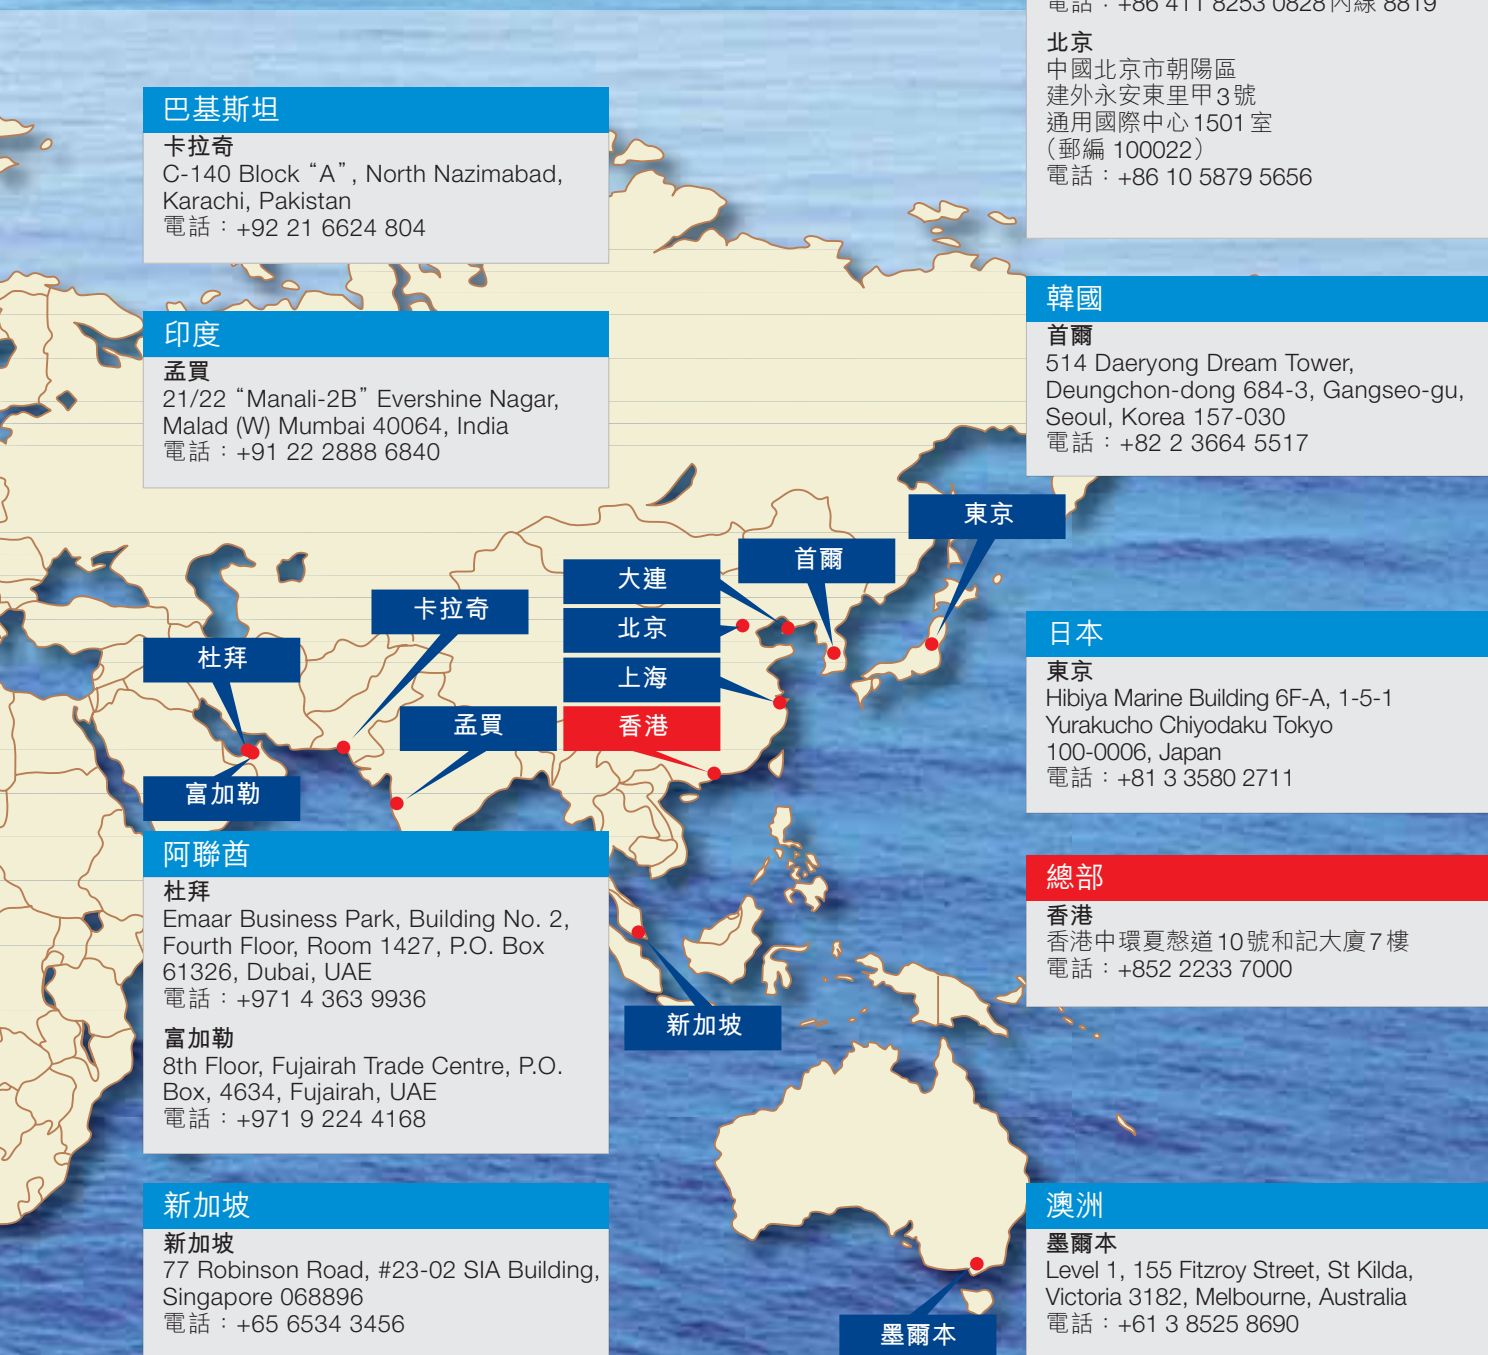 巴基斯坦
卡拉奇
C-140 Block “A”, North Nazimabad,
Karachi, Pakistan
電話：+92 21 6624 804
印度
孟買
21/22 “Manali-2B” Evershine Nagar,
Malad (W) Mumbai 40064, India
電話：+91 22 2888 6840
電話：+86 411 8253 0828 內線 8819
北京
中國北京市朝陽區
建外永安東里甲3號
通用國際中心1501室
（郵編 100022）
電話：+86 10 5879 5656
韓國
首爾
514 Daeryong Dream Tower,
Deungchon-dong 684-3, Gangseo-gu,
Seoul, Korea 157-030
電話：+82 2 3664 5517
東京
首爾
大連
卡拉奇
北京
杜拜
上海
孟買
香港
富加勒
日本
東京
Hibiya Marine Building 6F-A, 1-5-1
Yurakucho Chiyodaku Tokyo
100-0006, Japan
電話：+81 3 3580 2711
阿聯酋
杜拜
Emaar Business Park, Building No. 2,
Fourth Floor, Room 1427, P.O. Box
61326, Dubai, UAE
電話：+971 4 363 9936
富加勒
8th Floor, Fujairah Trade Centre, P.O.
Box, 4634, Fujairah, UAE
電話：+971 9 224 4168
總部
香港
香港中環夏慤道10號和記大廈7樓
電話：+852 2233 7000
新加坡
新加坡
新加坡
77 Robinson Road, #23-02 SIA Building,
Singapore 068896
電話：+65 6534 3456
澳洲
墨爾本
Level 1, 155 Fitzroy Street, St Kilda,
Victoria 3182, Melbourne, Australia
電話：+61 3 8525 8690
墨爾本